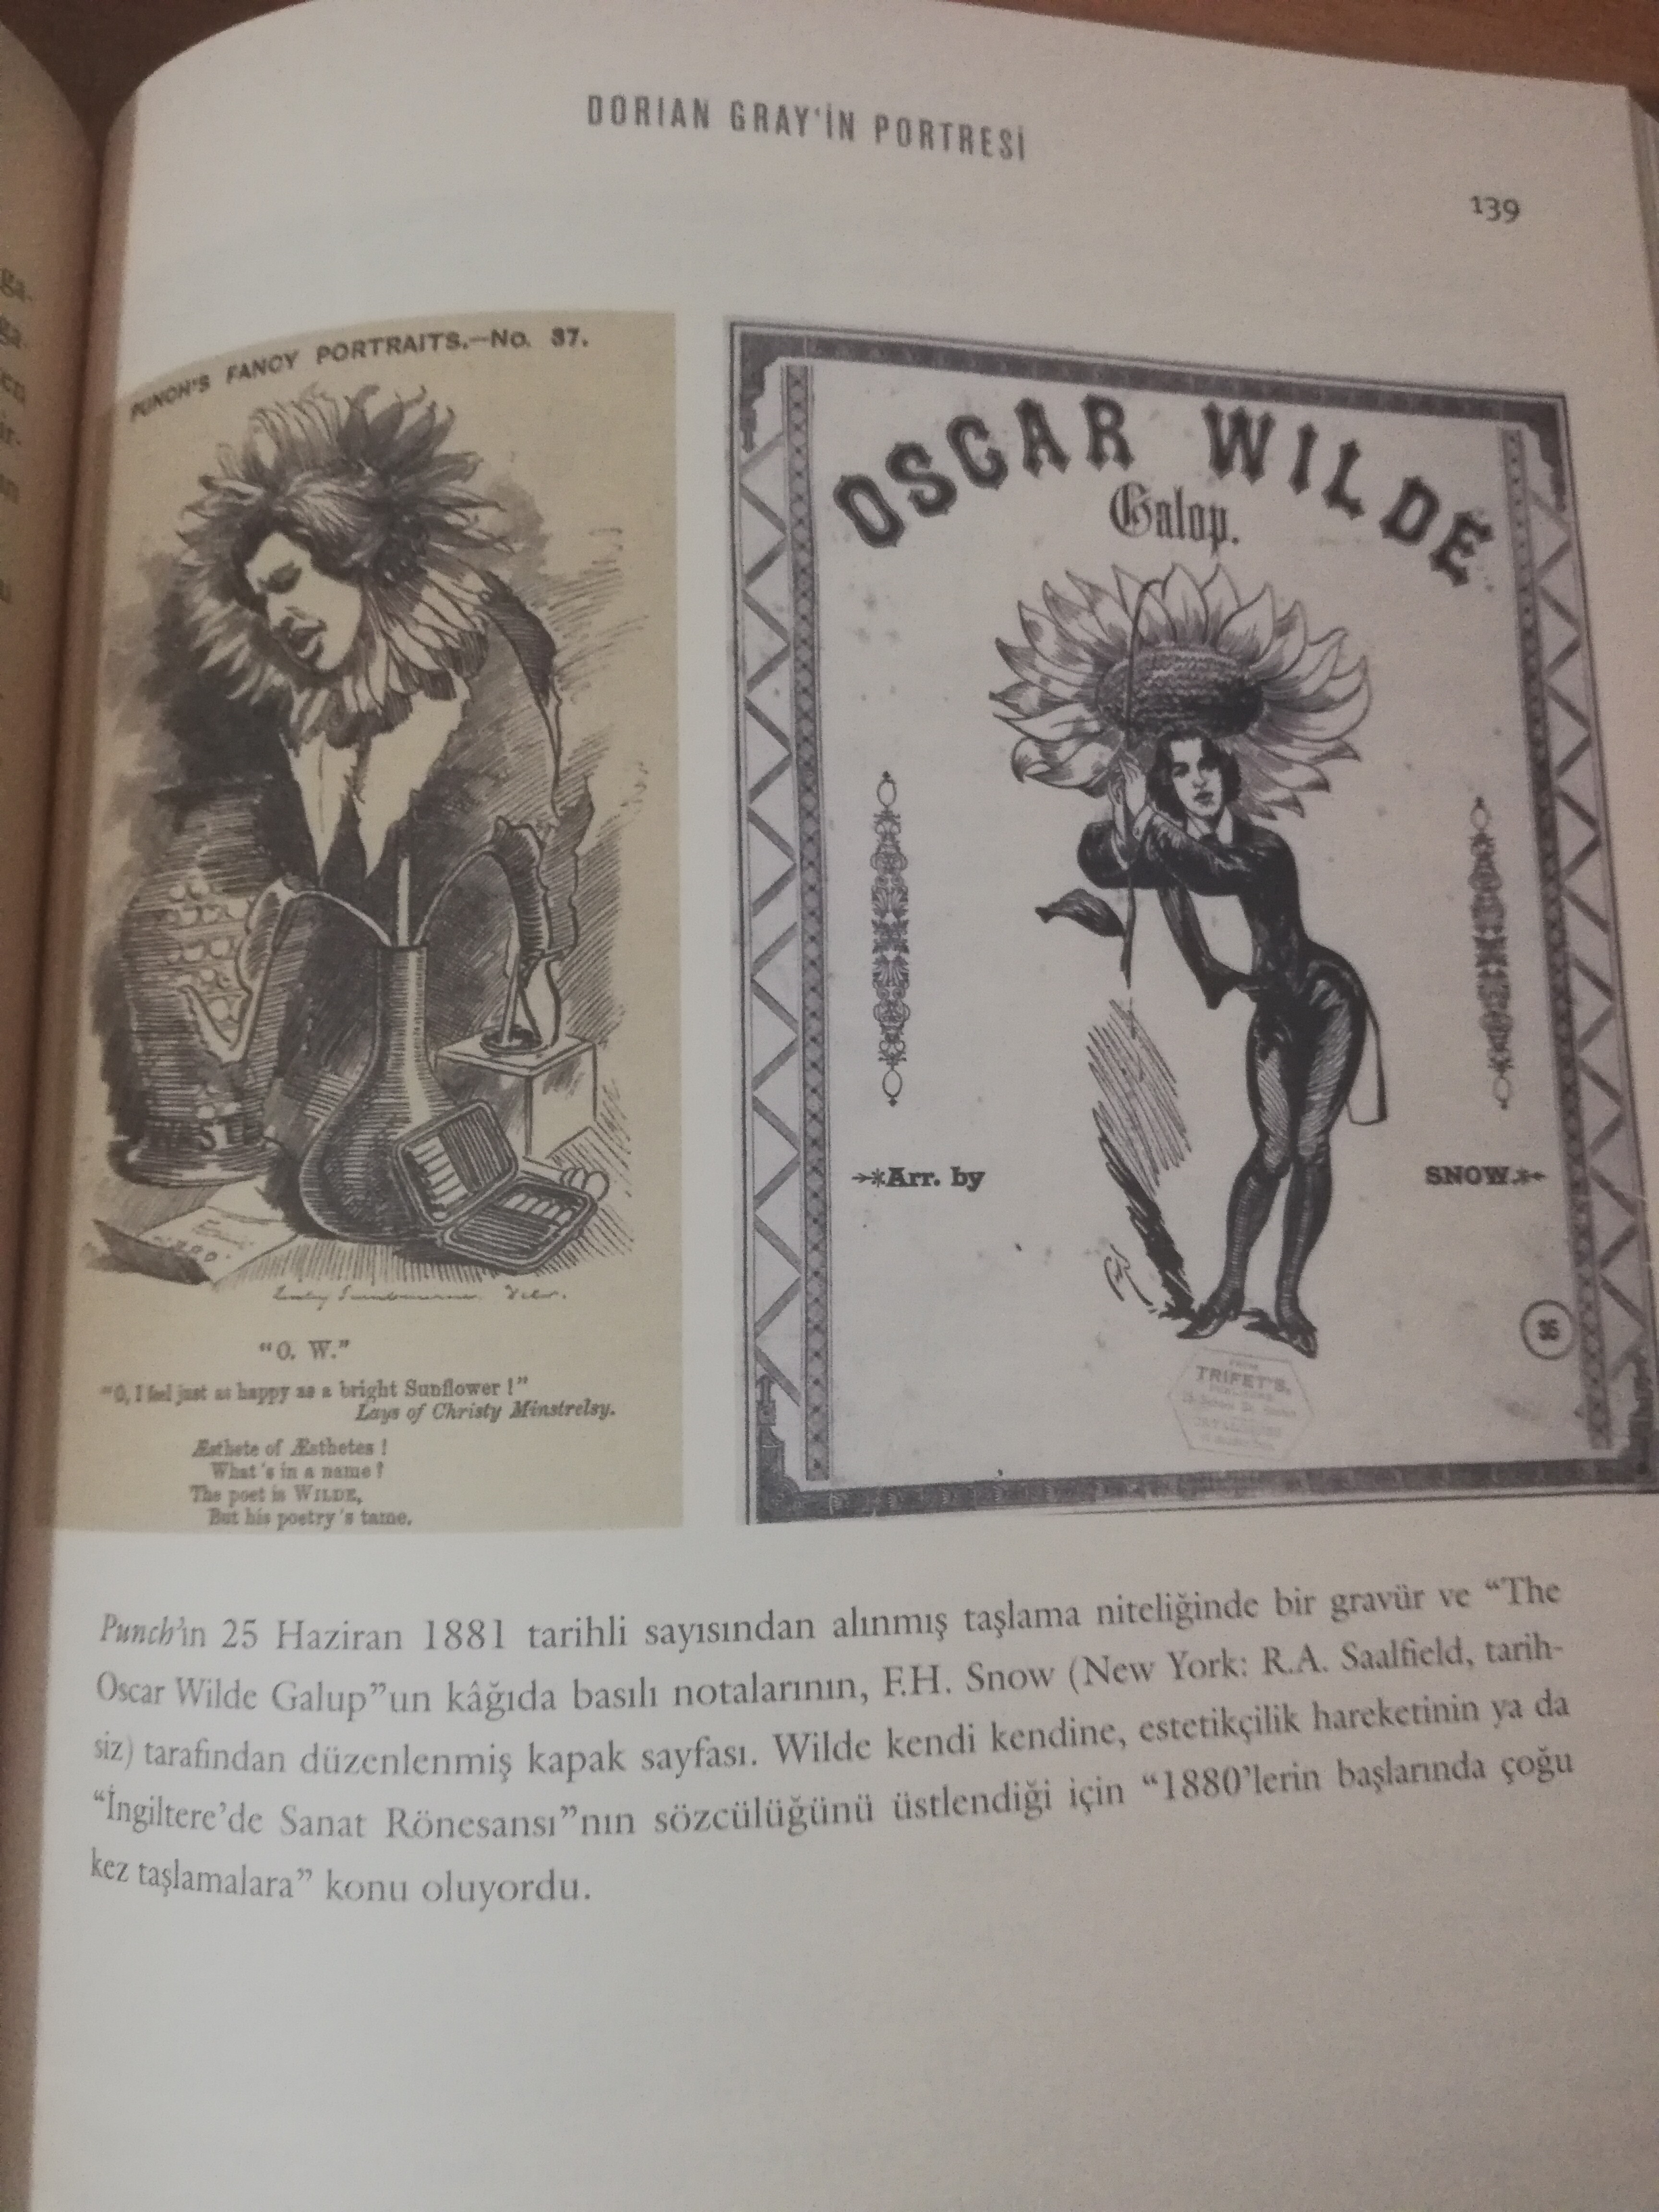 DORIAN GRAY'İN PORTRESİ
139
PUNCH'S FANCY PORTRAITS.—No. 37.
"O. W."
"O, I feel just as happy as a bright Sunflower!"
Lays of Christy Minstrelsy.
Æsthete of Æsthetes!
What's in a name?
The poet is WILDE,
But his poetry's tame.
OSCAR WILDE
Galop.
Arr. by
SNOW.
35
FROM
TRIFET'S,
Punch'ın 25 Haziran 1881 tarihli sayısından alınmış taşlama niteliğinde bir gravür ve "The
Oscar Wilde Galup"un kâğıda basılı notalarının, F.H. Snow (New York: R.A. Saalfield, tarih-
siz) tarafından düzenlenmiş kapak sayfası. Wilde kendi kendine, estetikçilik hareketinin ya da
"İngiltere'de Sanat Rönesansı"nın sözcülüğünü üstlendiği için "1880'lerin başlarında çoğu
kez taşlamalara" konu oluyordu.